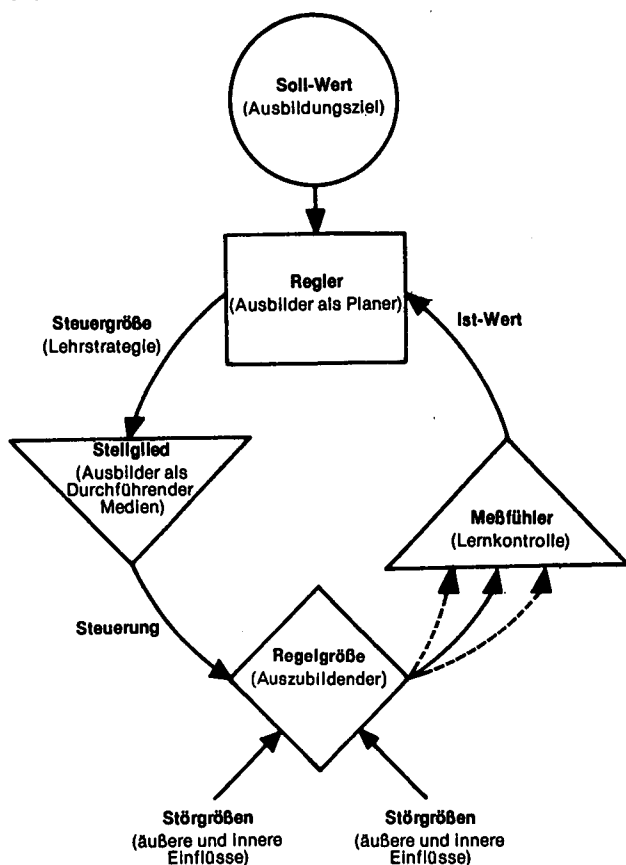 Soll-Wert
(Ausbildungsziel)
Regler
(Ausbilder als Planer)
Steuergröße
(Lehrstrategie)
Ist-Wert
Stellglied
(Ausbilder als
Durchführender
Medien)
Meßfühler
(Lernkontrolle)
Steuerung
Regelgröße
(Auszubildender)
Störgrößen
(äußere und innere
Einflüsse)
Störgrößen
(äußere und innere
Einflüsse)